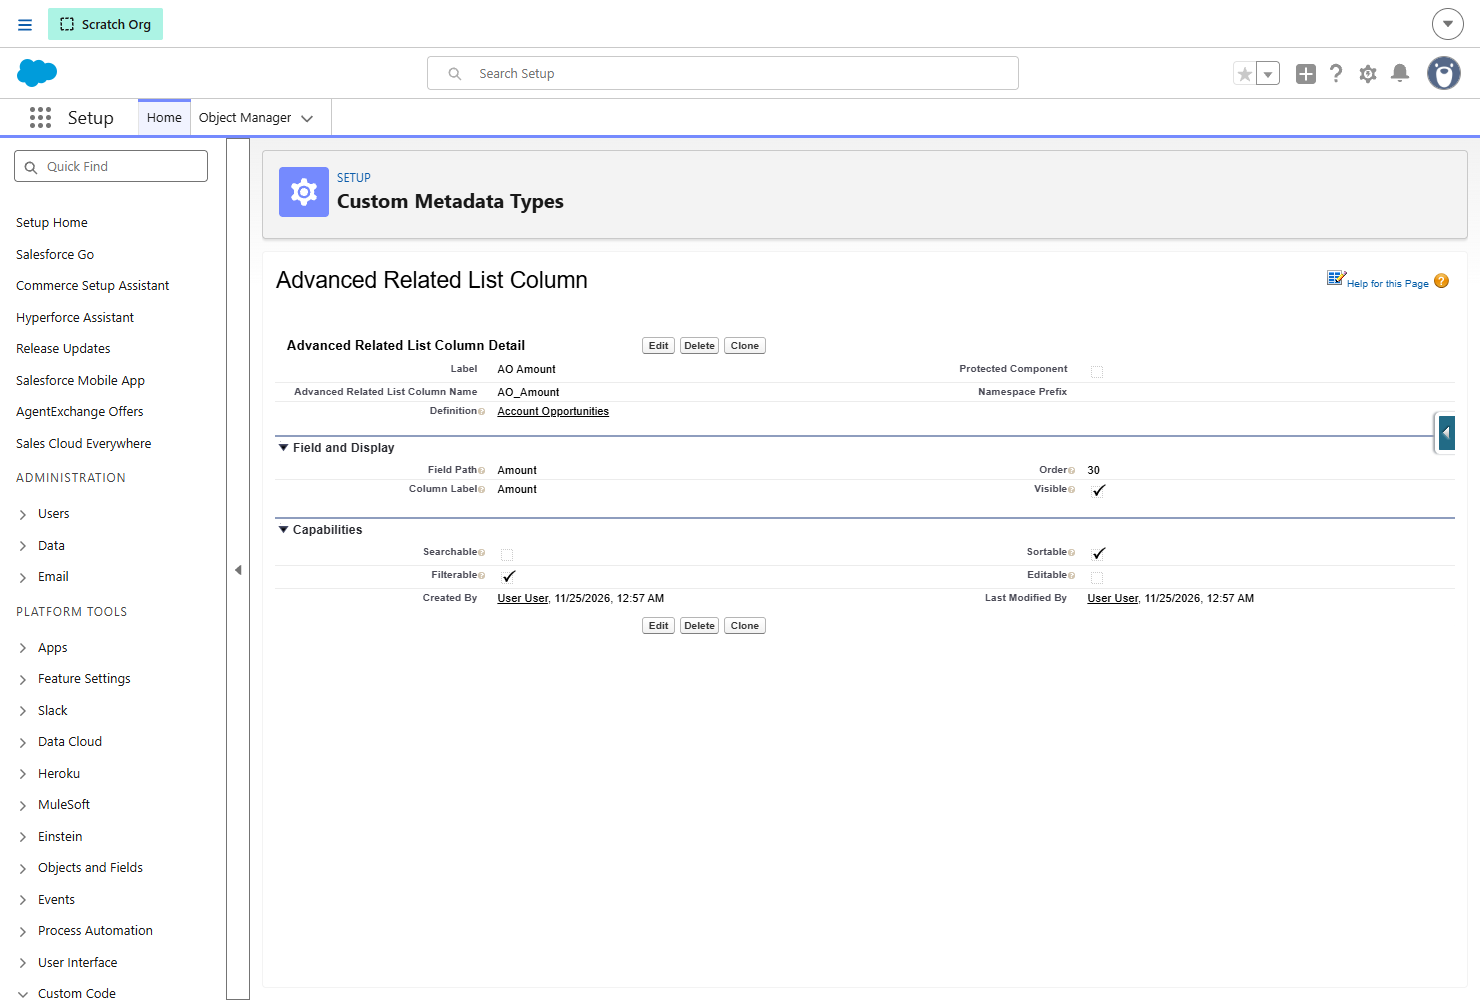 Scratch Org
Search Setup
Setup
Home
Object Manager
Quick Find
Setup Home
Salesforce Go
Commerce Setup Assistant
Hyperforce Assistant
Release Updates
Salesforce Mobile App
AgentExchange Offers
Sales Cloud Everywhere
ADMINISTRATION
Users
Data
Email
PLATFORM TOOLS
Apps
Feature Settings
Slack
Data Cloud
Heroku
MuleSoft
Einstein
Objects and Fields
Events
Process Automation
User Interface
Custom Code
SETUP
Custom Metadata Types
Advanced Related List Column
Help for this Page
Advanced Related List Column Detail
Edit Delete Clone
Label AO Amount Protected Component
Advanced Related List Column Name AO_Amount Namespace Prefix
Definition Account Opportunities
Field and Display
Field Path Amount Order 30
Column Label Amount Visible
Capabilities
Searchable Sortable
Filterable Editable
Created By User User, 11/25/2026, 12:57 AM Last Modified By User User, 11/25/2026, 12:57 AM
Edit Delete Clone